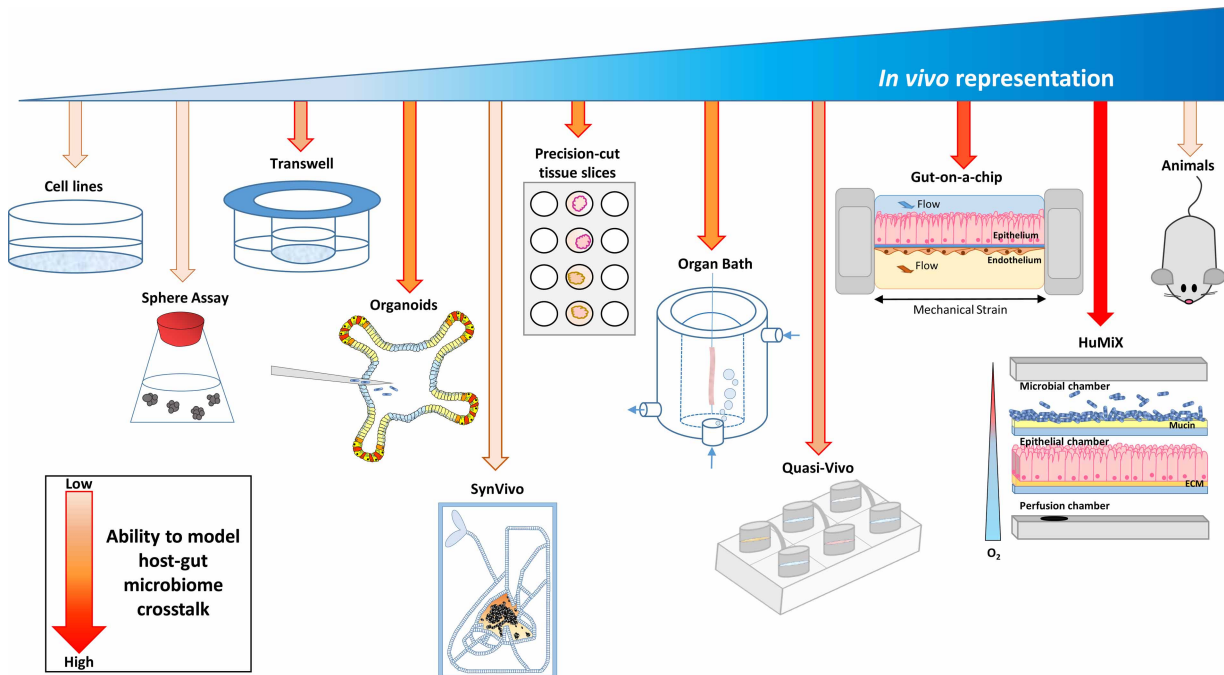 In vivo representation
Cell lines
Sphere Assay
Transwell
Organoids
SynVivo
Precision-cut
tissue slices
Organ Bath
Quasi-Vivo
Gut-on-a-chip
Flow
Epithelium
Endothelium
Flow
Mechanical Strain
HuMiX
Microbial chamber
Mucin
Epithelial chamber
ECM
Perfusion chamber
O₂
Animals
Low
Ability to model
host-gut
microbiome
crosstalk
High